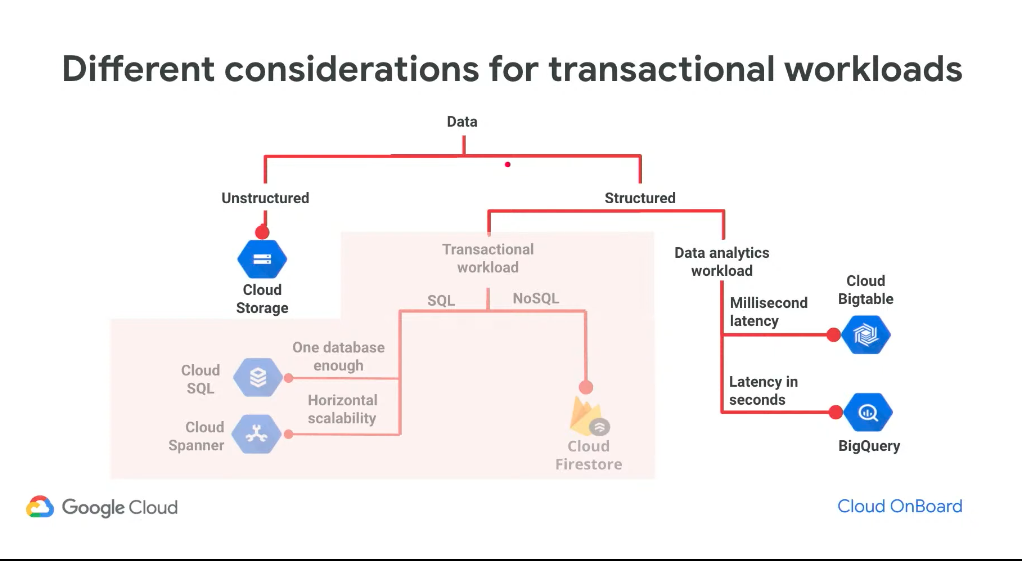 Different considerations for transactional workloads
Data
Unstructured
Structured
Cloud
Storage
Transactional
workload
SQL
NoSQL
One database
enough
Cloud
SQL
Horizontal
scalability
Cloud
Spanner
Cloud
Firestore
Data analytics
workload
Millisecond
latency
Cloud
Bigtable
Latency in
seconds
BigQuery
Google Cloud
Cloud OnBoard